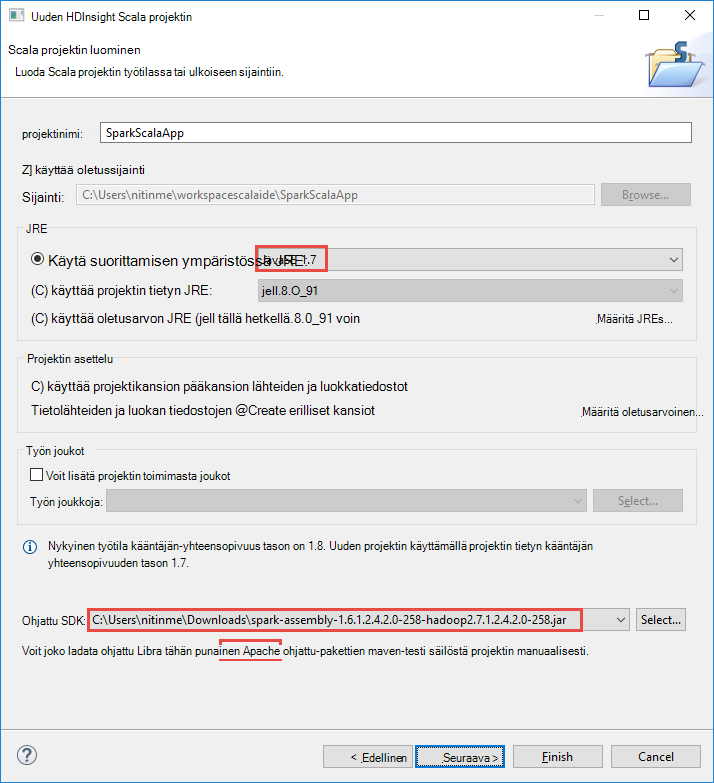 Uuden HDInsight Scala projektin
Scala projektin luominen
Luoda Scala projektin työtilassa tai ulkoiseen sijaintiin.
projektinimi: SparkScalaApp
Z] käyttää oletussijainti
Sijainti: C:\Users\nitinme\workspacescalaide\SparkScalaApp Browse...
JRE
Käytä suorittamisen ympäristössä JRE: 1.7
(C) käyttää projektin tietyn JRE: jell.8.O_91
(C) käyttää oletusarvon JRE (jell tällä hetkellä.8.0_91 voin Määritä JREs...
Projektin asettelu
C) käyttää projektikansion pääkansion lähteiden ja luokkatiedostot
Tietolähteiden ja luokan tiedostojen @Create erilliset kansiot Määritä oletusarvoinen...
Työn joukot
Voit lisätä projektin toimimasta joukot
Työn joukkoja: Select...
Nykyinen työtila kääntäjän-yhteensopivuus tason on 1.8. Uuden projektin käyttämällä projektin tietyn kääntäjän
yhteensopivuuden tason 1.7.
Ohjattu SDK: C:\Users\nitinme\Downloads\spark-assembly-1.6.1.2.4.2.0-258-hadoop2.7.1.2.4.2.0-258.jar Select...
Voit joko ladata ohjattu Libra tähän punainen Apache ohjattu-pakettien maven-testi säilöstä projektin manuaalisesti.
? < Edellinen Seuraava > Finish Cancel